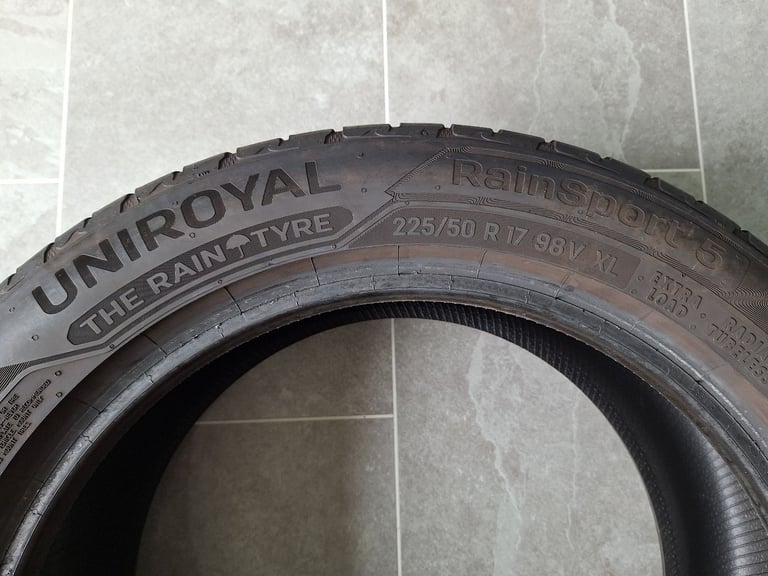 UNIROYAL
THE RAIN TYRE
RainSport 5
225/50 R 17 98V XL
EXTRA LOAD
RADIAL TUBELESS